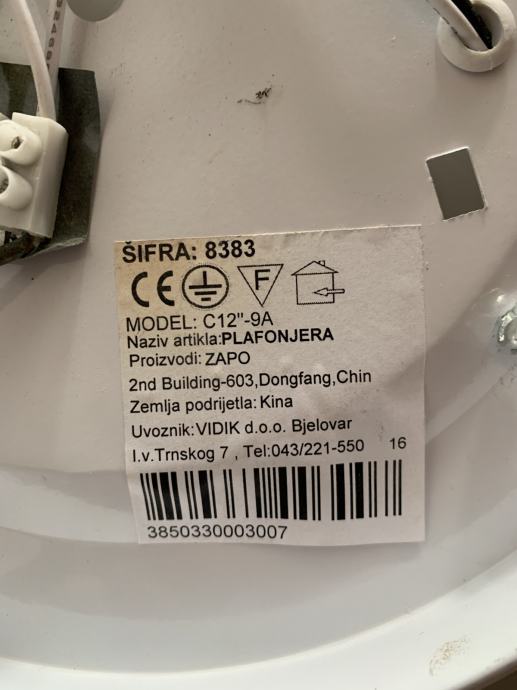 ŠIFRA: 8383
CE F
MODEL: C12"-9A
Naziv artikla:PLAFONJERA
Proizvodi: ZAPO
2nd Building-603,Dongfang,Chin
Zemlja podrijetla: Kina
Uvoznik:VIDIK d.o.o. Bjelovar
I.v.Trnskog 7 , Tel:043/221-550 16
3850330003007